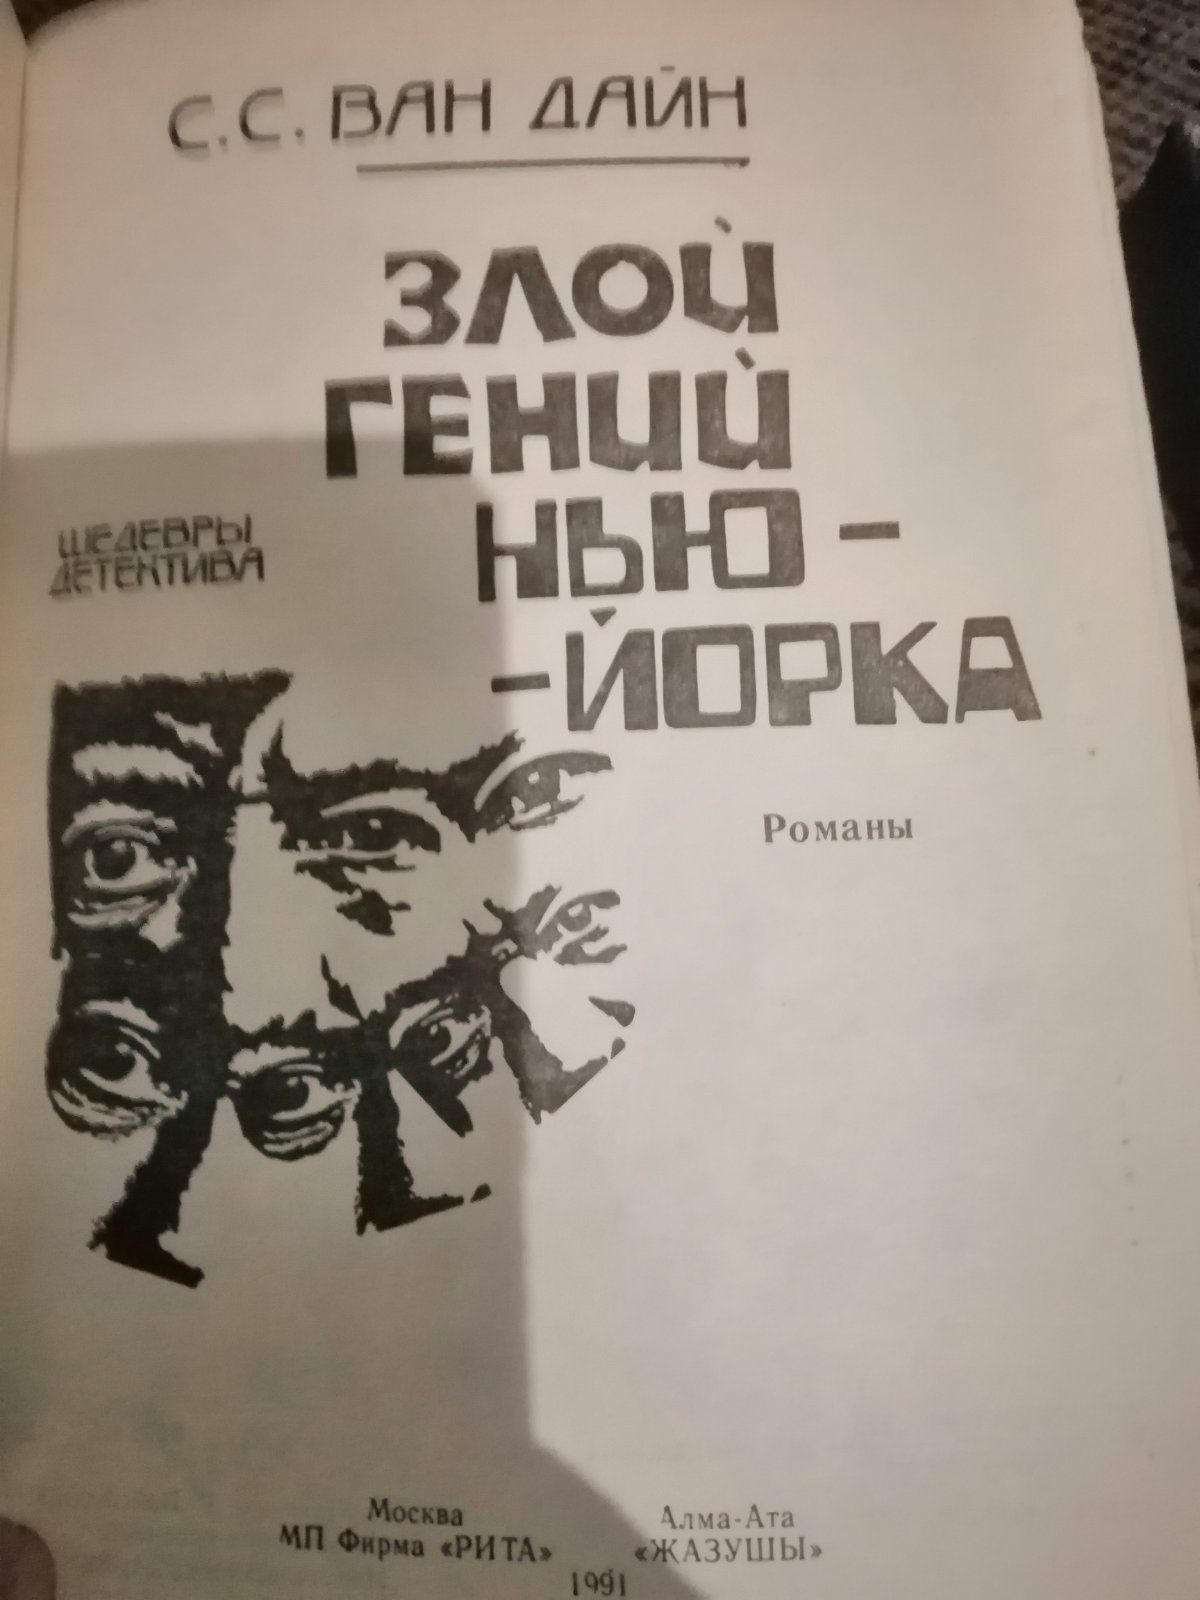 С.С. ВАН ДАЙН
ЗЛОЙ
ГЕНИЙ
НЬЮ-
-ЙОРКА
ШЕДЕВРЫ
ДЕТЕКТИВА
Романы
Москва
МП Фирма «РИТА»
Алма-Ата
«ЖАЗУШЫ»
1991